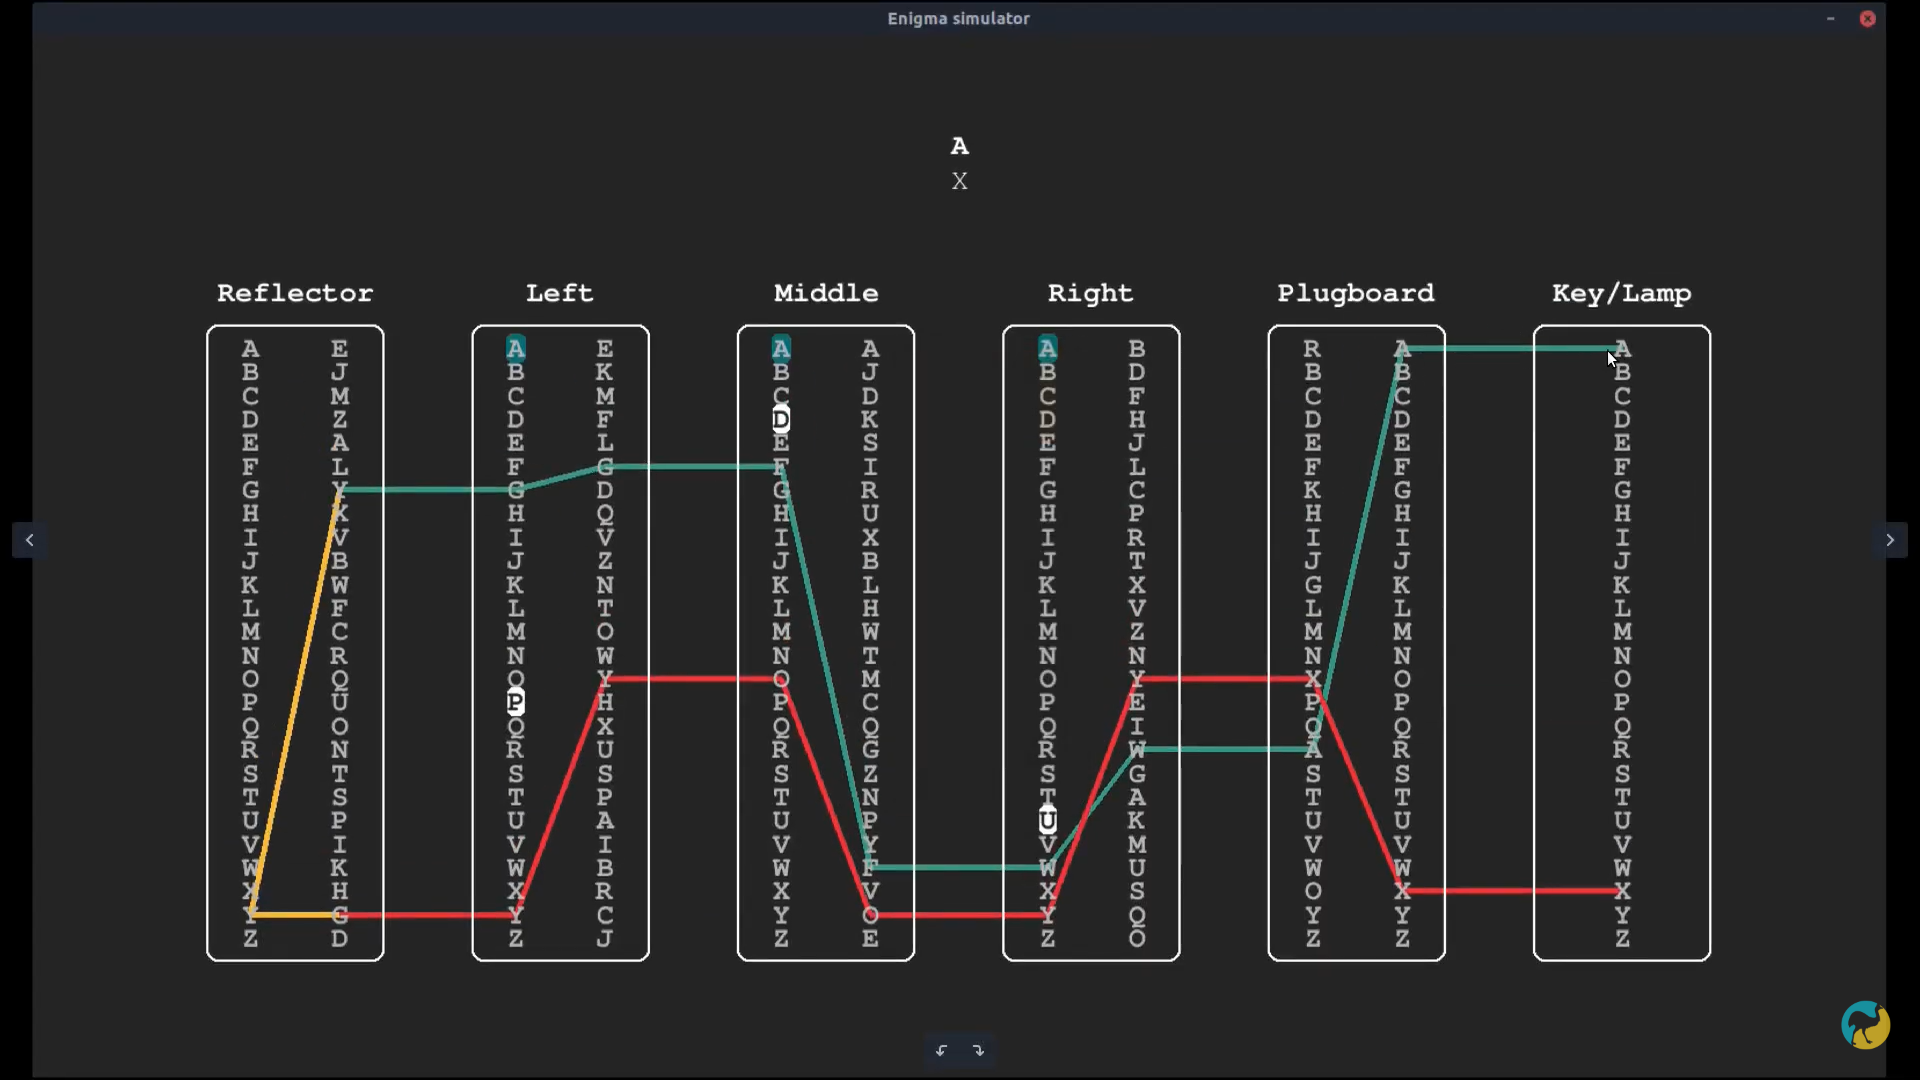 Enigma simulator
A
X
Reflector Left Middle Right Plugboard Key/Lamp
A E A E A A A B R A A
B J B K B J B D B B B
C M C M C D C F C C C
D Z D F D K D H D D D
E A E L E S E J E E E
F L F G F I F L F F F
G Y G D G R G C K G G
H X H Q H U H P H H H
I V I V I X I R I I I
J B J Z J B J T J J J
K W K N K L K X G K K
L F L T L H L V L L L
M C M O M W M Z M M M
N R N W N T N N N N N
O Q O Y O M O Y X O O
P U P H P C P E P P P
Q O Q X Q Q Q I Q Q Q
R N R U R G R W A R R
S T S S S Z S G S S S
T S T P T N T A T T T
U P U A U P U K U U U
V I V I V Y V M V V V
W K W B W F W U W W W
X H X R X V X S O X X
Y G Y C Y O Y Q Y Y Y
Z D Z J Z E Z O Z Z Z